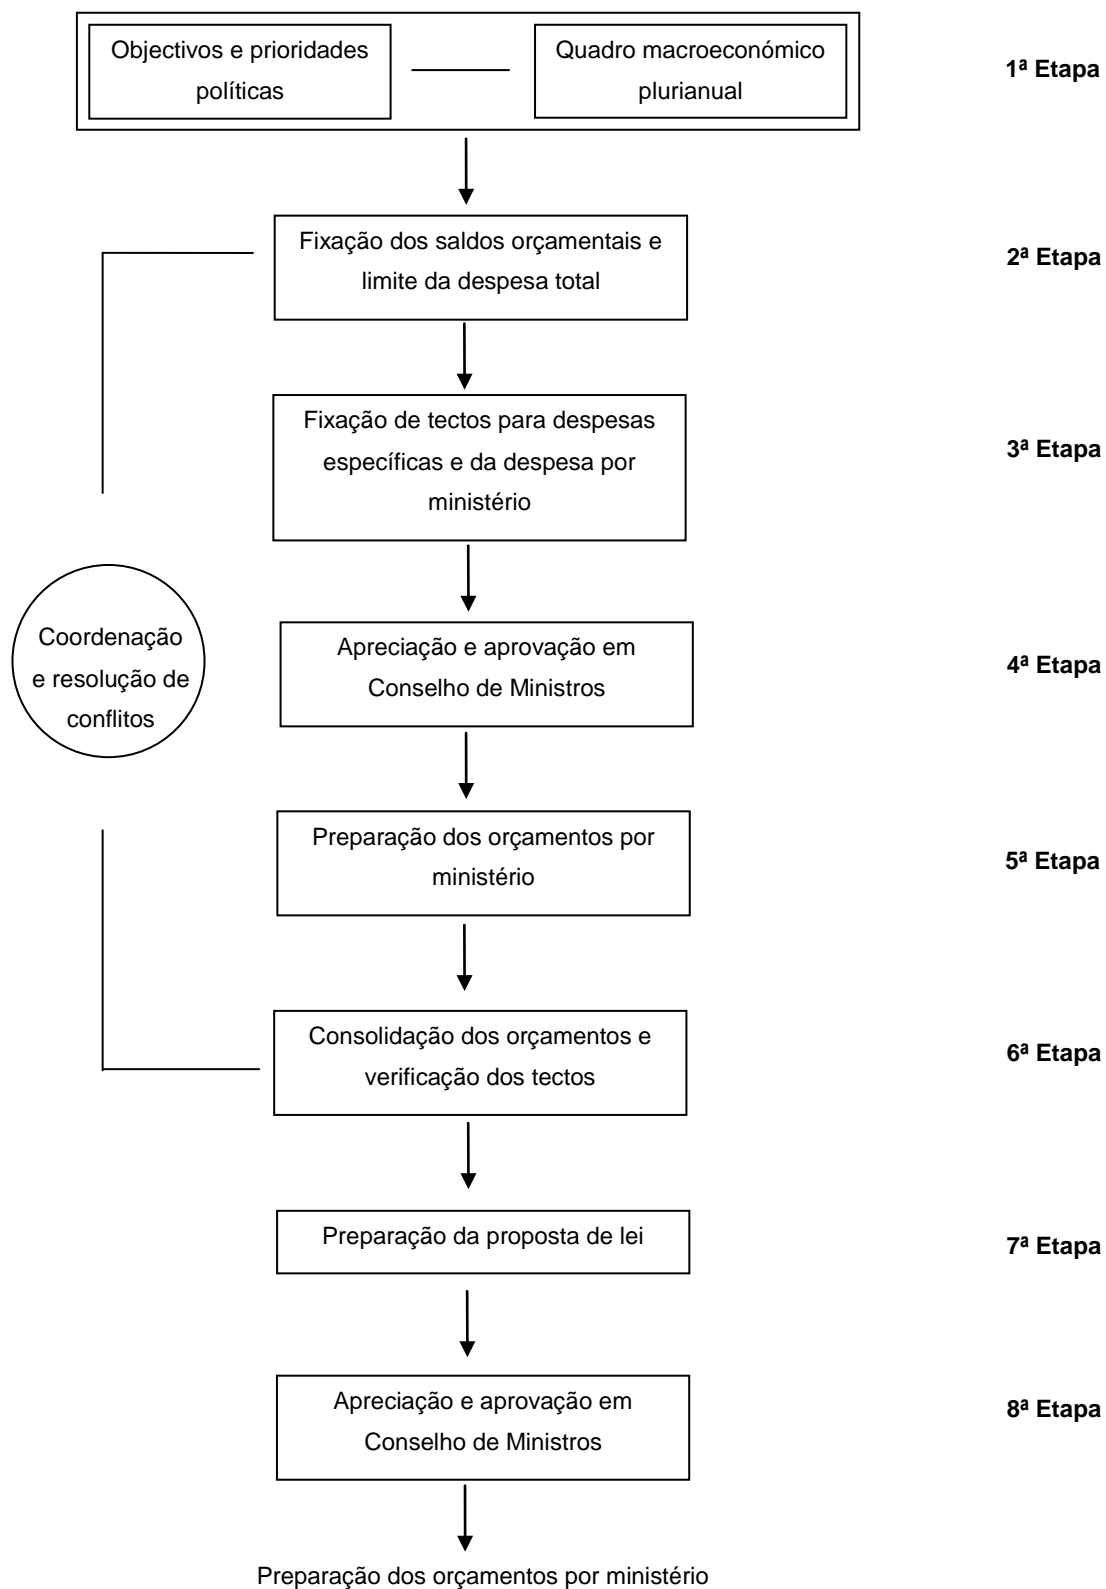 Objectivos e prioridades
políticas
Quadro macroeconómico
plurianual
1ª Etapa
Fixação dos saldos orçamentais e
limite da despesa total
2ª Etapa
Fixação de tectos para despesas
específicas e da despesa por
ministério
3ª Etapa
Coordenação
e resolução de
conflitos
Apreciação e aprovação em
Conselho de Ministros
4ª Etapa
Preparação dos orçamentos por
ministério
5ª Etapa
Consolidação dos orçamentos e
verificação dos tectos
6ª Etapa
Preparação da proposta de lei
7ª Etapa
Apreciação e aprovação em
Conselho de Ministros
8ª Etapa
Preparação dos orçamentos por ministério